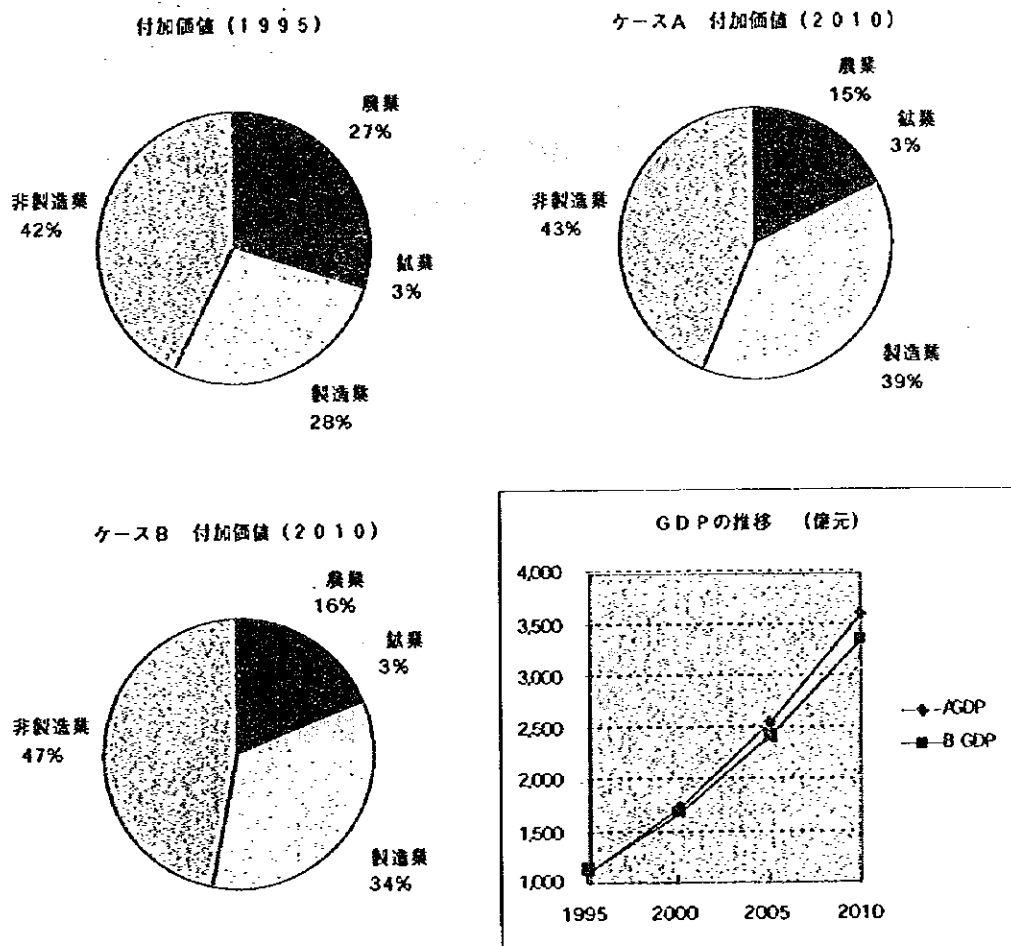 付加価値（1995）
農業
27%
鉱業
3%
製造業
28%
非製造業
42%
ケースA　付加価値（2010）
農業
15%
鉱業
3%
製造業
39%
非製造業
43%
ケースB　付加価値（2010）
農業
16%
鉱業
3%
製造業
34%
非製造業
47%
GDPの推移　（億元）
4,000
3,500
3,000
2,500
2,000
1,500
1,000
1995 2000 2005 2010
A GDP
B GDP